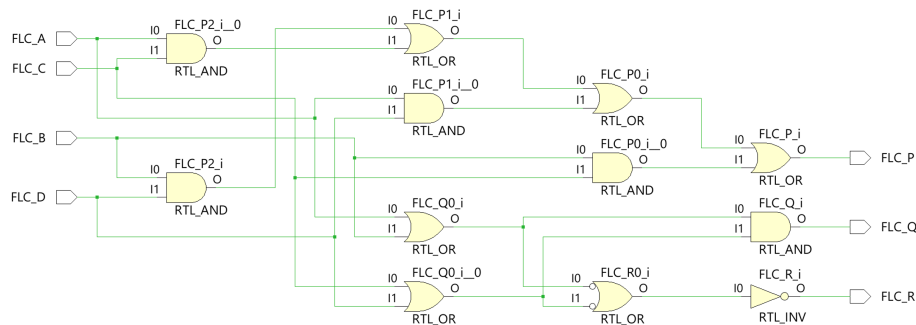 FLC_P1_i
I0
O
I1
RTL_OR
FLC_P2_i__0
I0
O
I1
RTL_AND
FLC_A
FLC_C
FLC_P1_i__0
I0
O
I1
RTL_AND
FLC_P0_i
I0
O
I1
RTL_OR
FLC_B
FLC_D
FLC_P2_i
I0
O
I1
RTL_AND
FLC_P0_i__0
I0
O
I1
RTL_AND
FLC_P_i
I0
O
I1
RTL_OR
FLC_P
FLC_Q0_i
I0
O
I1
RTL_OR
FLC_Q_i
I0
O
I1
RTL_AND
FLC_Q
FLC_Q0_i__0
I0
O
I1
RTL_OR
FLC_R0_i
I0
O
I1
RTL_OR
FLC_R_i
I0
O
RTL_INV
FLC_R